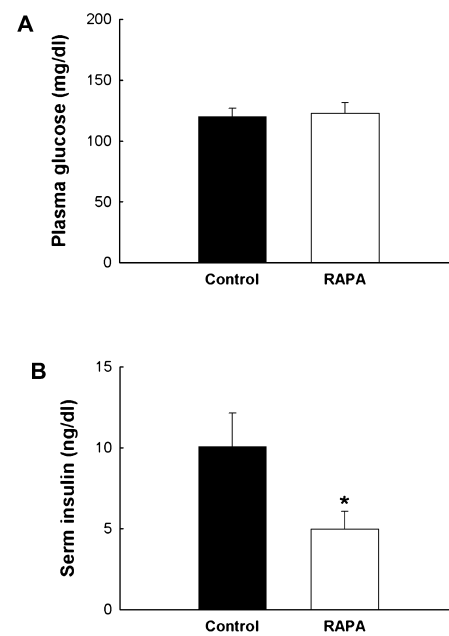 A
Plasma glucose (mg/dl)
200
150
100
50
0
Control RAPA
B
Serm insulin (ng/dl)
15
10
5
0
*
Control RAPA